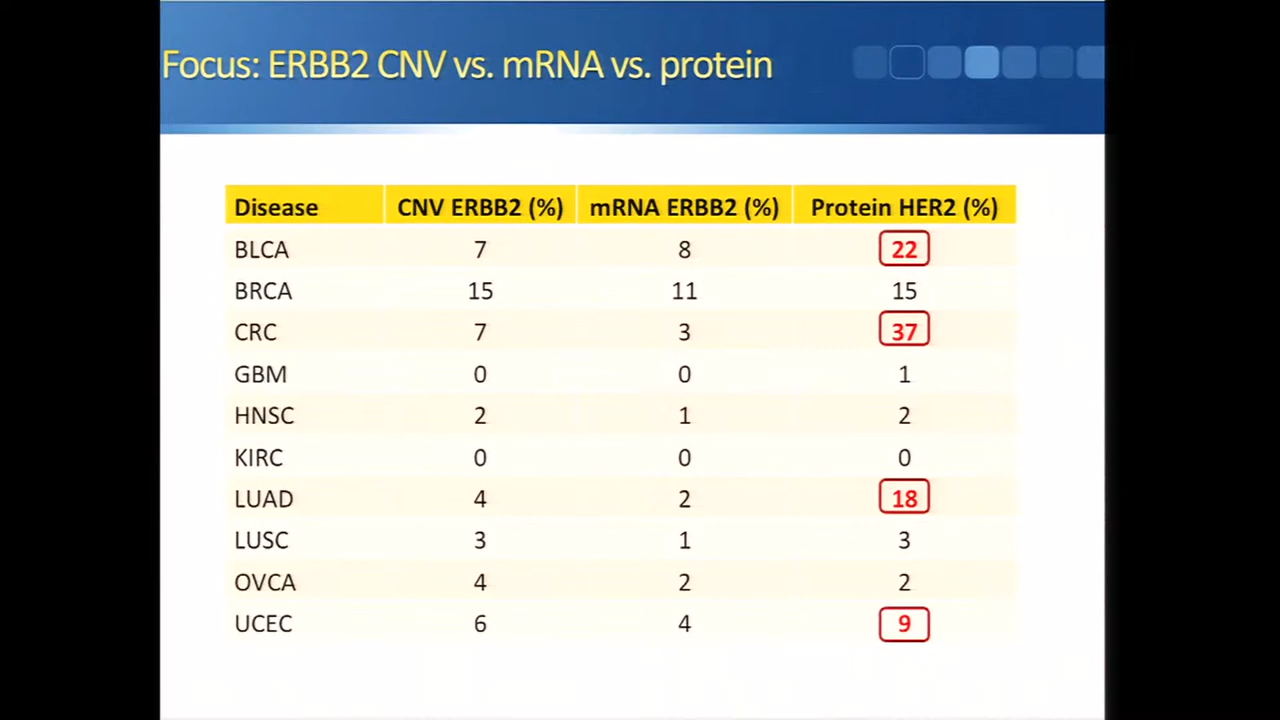 Focus: ERBB2 CNV vs. mRNA vs. protein
Disease CNV ERBB2 (%) mRNA ERBB2 (%) Protein HER2 (%)
BLCA 7 8 22
BRCA 15 11 15
CRC 7 3 37
GBM 0 0 1
HNSC 2 1 2
KIRC 0 0 0
LUAD 4 2 18
LUSC 3 1 3
OVCA 4 2 2
UCEC 6 4 9